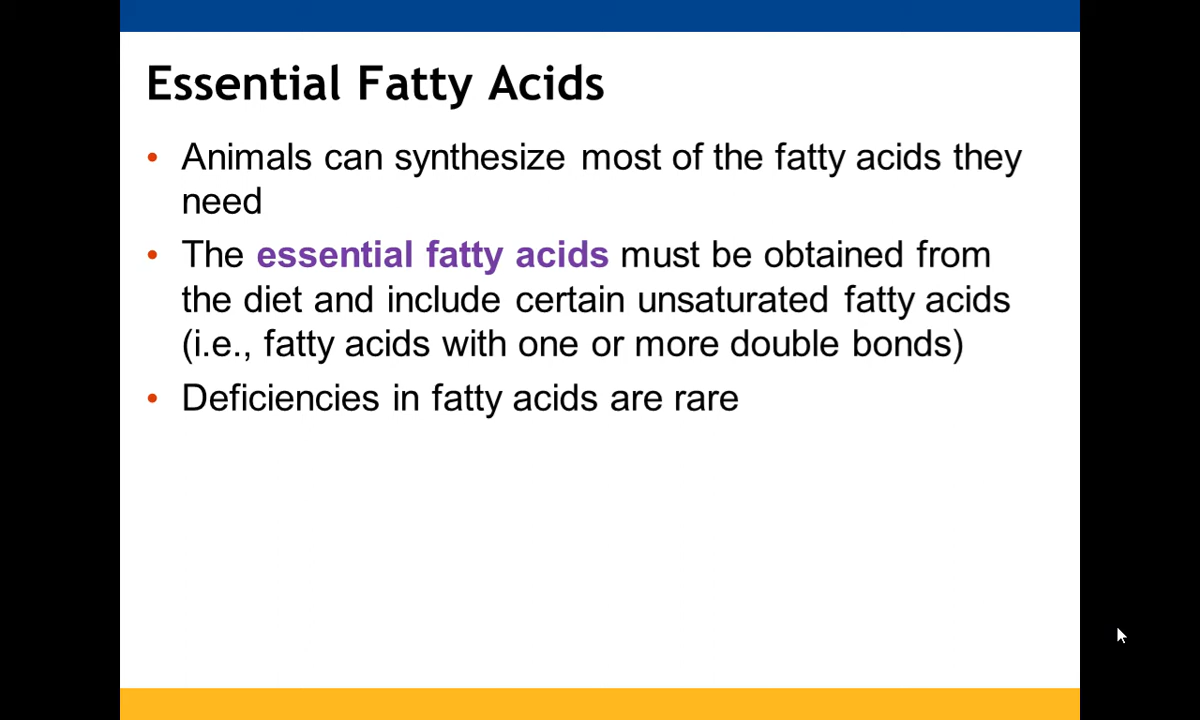 Essential Fatty Acids
• Animals can synthesize most of the fatty acids they
need
• The essential fatty acids must be obtained from
the diet and include certain unsaturated fatty acids
(i.e., fatty acids with one or more double bonds)
• Deficiencies in fatty acids are rare